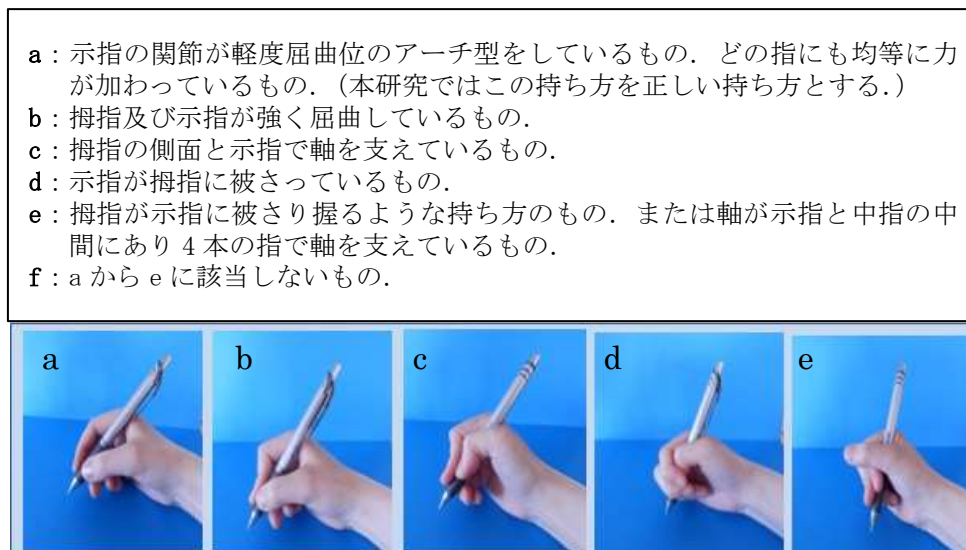 a：示指の関節が軽度屈曲位のアーチ型をしているもの．どの指にも均等に力
が加わっているもの．(本研究ではこの持ち方を正しい持ち方とする.)
b：拇指及び示指が強く屈曲しているもの．
c：拇指の側面と示指で軸を支えているもの．
d：示指が拇指に被さっているもの．
e：拇指が示指に被さり握るような持ち方のもの．または軸が示指と中指の中
間にあり 4 本の指で軸を支えているもの．
f：a から e に該当しないもの．
a b c d e